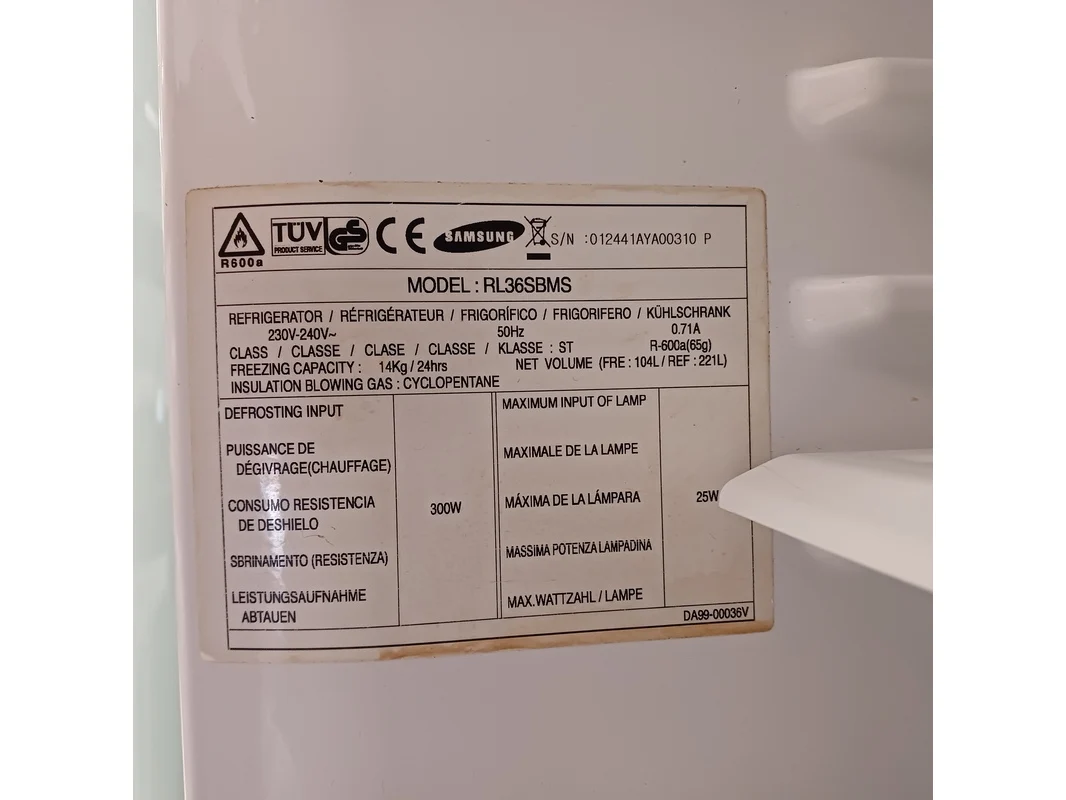 R600a
TÜV
PRODUCT SERVICE
GS
CE
SAMSUNG
S/N :012441AYA00310 P
MODEL : RL36SBMS
REFRIGERATOR / RÉFRIGÉRATEUR / FRIGORÍFICO / FRIGORIFERO / KÜHLSCHRANK
230V-240V~ 50Hz 0.71A
CLASS / CLASSE / CLASE / CLASSE / KLASSE : ST R-600a(65g)
FREEZING CAPACITY : 14Kg / 24hrs NET VOLUME (FRE : 104L / REF : 221L)
INSULATION BLOWING GAS : CYCLOPENTANE
DEFROSTING INPUT
PUISSANCE DE
DÉGIVRAGE(CHAUFFAGE)
CONSUMO RESISTENCIA
DE DESHIELO
SBRINAMENTO (RESISTENZA)
LEISTUNGSAUFNAHME
ABTAUEN
300W
MAXIMUM INPUT OF LAMP
MAXIMALE DE LA LAMPE
MÁXIMA DE LA LÁMPARA
MASSIMA POTENZA LAMPADINA
MAX.WATTZAHL / LAMPE
25W
DA99-00036V